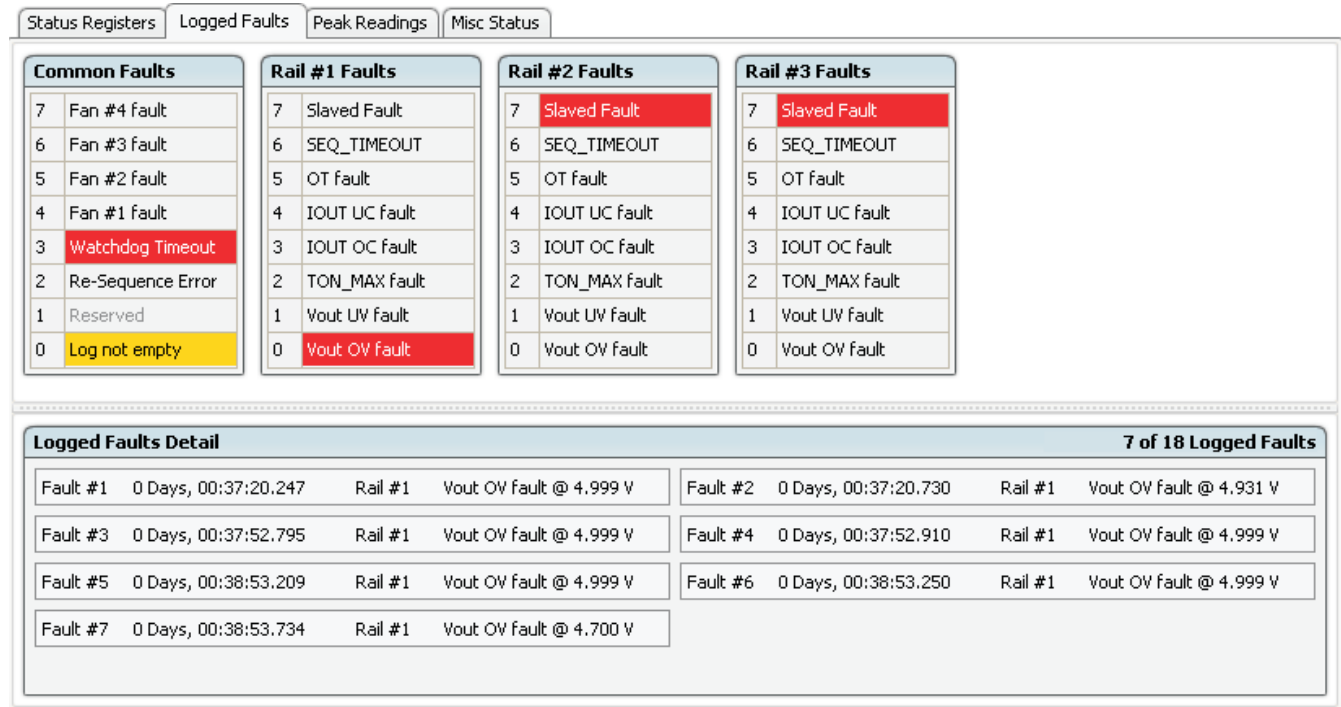 Status Registers Logged Faults Peak Readings Misc Status
Common Faults
7 Fan #4 fault
6 Fan #3 fault
5 Fan #2 fault
4 Fan #1 fault
3 Watchdog Timeout
2 Re-Sequence Error
1 Reserved
0 Log not empty
Rail #1 Faults
7 Slaved Fault
6 SEQ_TIMEOUT
5 OT fault
4 IOUT UC fault
3 IOUT OC fault
2 TON_MAX fault
1 Vout UV fault
0 Vout OV fault
Rail #2 Faults
7 Slaved Fault
6 SEQ_TIMEOUT
5 OT fault
4 IOUT UC fault
3 IOUT OC fault
2 TON_MAX fault
1 Vout UV fault
0 Vout OV fault
Rail #3 Faults
7 Slaved Fault
6 SEQ_TIMEOUT
5 OT fault
4 IOUT UC fault
3 IOUT OC fault
2 TON_MAX fault
1 Vout UV fault
0 Vout OV fault
Logged Faults Detail 7 of 18 Logged Faults
Fault #1 0 Days, 00:37:20.247 Rail #1 Vout OV fault @ 4.999 V
Fault #2 0 Days, 00:37:20.730 Rail #1 Vout OV fault @ 4.931 V
Fault #3 0 Days, 00:37:52.795 Rail #1 Vout OV fault @ 4.999 V
Fault #4 0 Days, 00:37:52.910 Rail #1 Vout OV fault @ 4.999 V
Fault #5 0 Days, 00:38:53.209 Rail #1 Vout OV fault @ 4.999 V
Fault #6 0 Days, 00:38:53.250 Rail #1 Vout OV fault @ 4.999 V
Fault #7 0 Days, 00:38:53.734 Rail #1 Vout OV fault @ 4.700 V